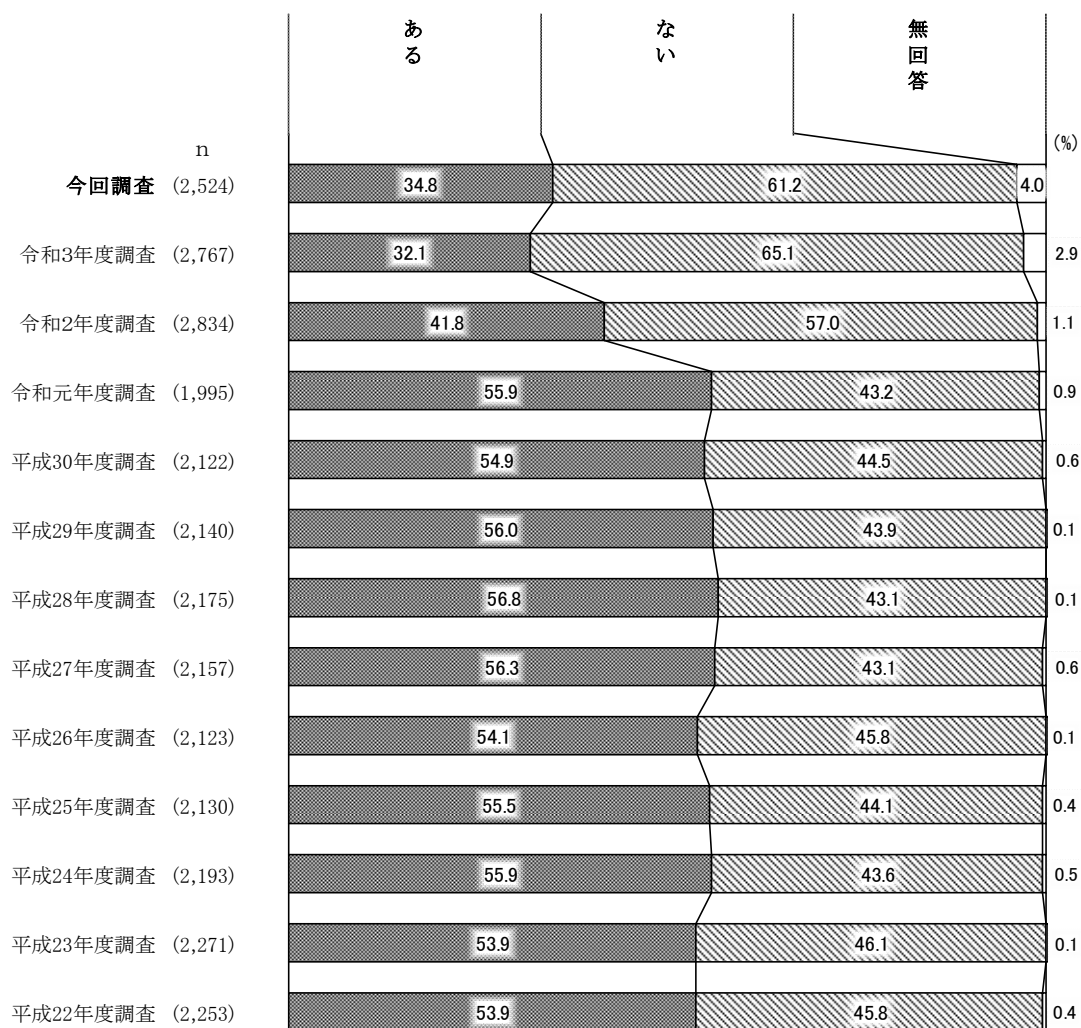 ある
ない
無回答
(%)
n
今回調査 (2,524) 34.8 61.2 4.0
令和3年度調査 (2,767) 32.1 65.1 2.9
令和2年度調査 (2,834) 41.8 57.0 1.1
令和元年度調査 (1,995) 55.9 43.2 0.9
平成30年度調査 (2,122) 54.9 44.5 0.6
平成29年度調査 (2,140) 56.0 43.9 0.1
平成28年度調査 (2,175) 56.8 43.1 0.1
平成27年度調査 (2,157) 56.3 43.1 0.6
平成26年度調査 (2,123) 54.1 45.8 0.1
平成25年度調査 (2,130) 55.5 44.1 0.4
平成24年度調査 (2,193) 55.9 43.6 0.5
平成23年度調査 (2,271) 53.9 46.1 0.1
平成22年度調査 (2,253) 53.9 45.8 0.4